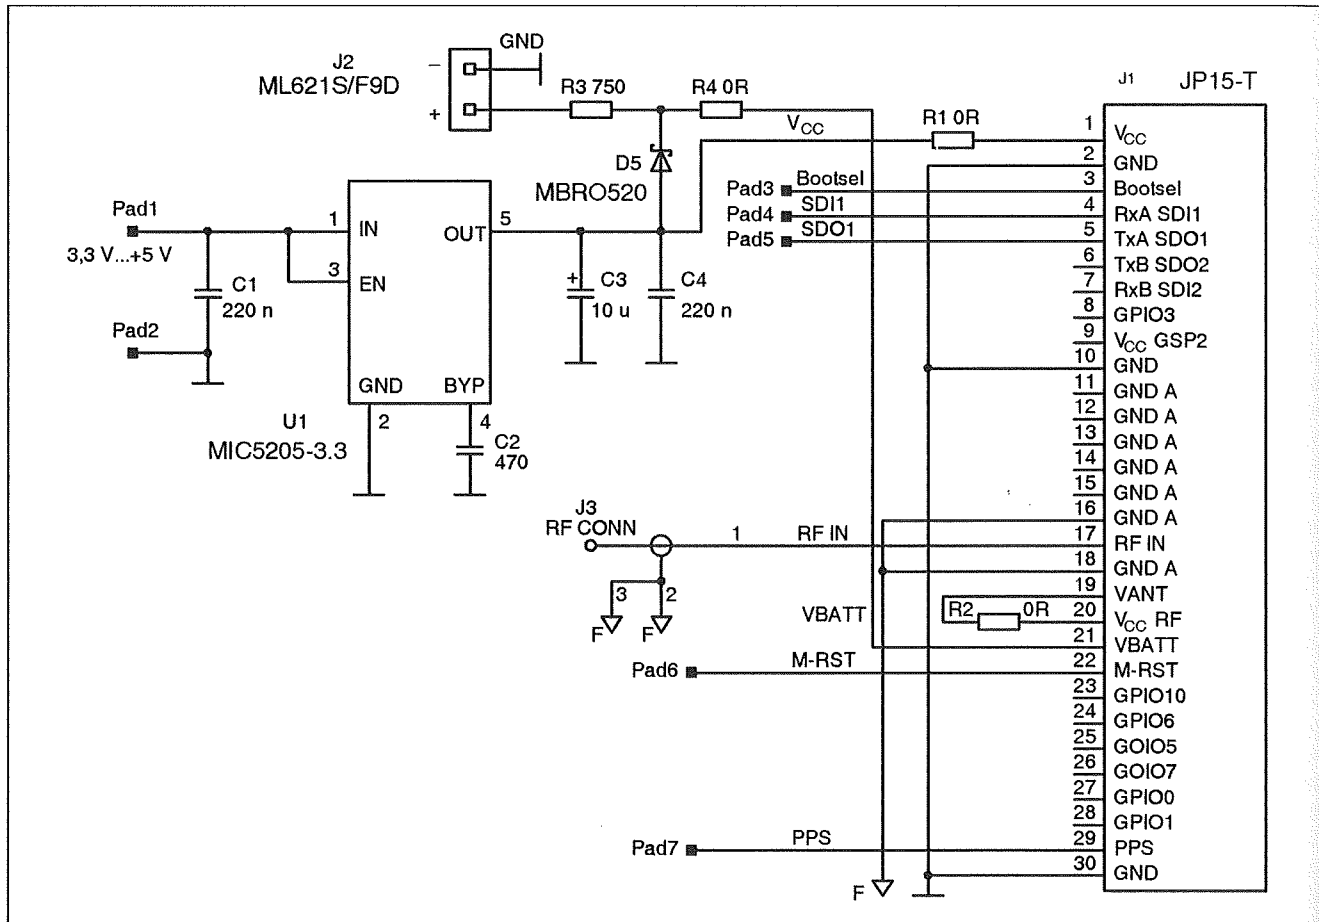 J2
ML621S/F9D
GND
−
+
R3 750
R4 0R
D5
MBRO520
VCC
R1 0R
J1
JP15-T
Pad1
3,3 V...+5 V
Pad2
C1
220 n
1
IN
3
EN
OUT
5
GND
BYP
2
4
U1
MIC5205-3.3
C2
470
+
C3
10 u
C4
220 n
Pad3
Bootsel
Pad4
SDI1
Pad5
SDO1
J3
RF CONN
1
RF IN
3
2
F
F
VBATT
R2
0R
Pad6
M-RST
Pad7
PPS
F
1 VCC
2 GND
3 Bootsel
4 RxA SDI1
5 TxA SDO1
6 TxB SDO2
7 RxB SDI2
8 GPIO3
9 VCC GSP2
10 GND
11 GND A
12 GND A
13 GND A
14 GND A
15 GND A
16 GND A
17 RF IN
18 GND A
19 VANT
20 VCC RF
21 VBATT
22 M-RST
23 GPIO10
24 GPIO6
25 GOIO5
26 GOIO7
27 GPIO0
28 GPIO1
29 PPS
30 GND